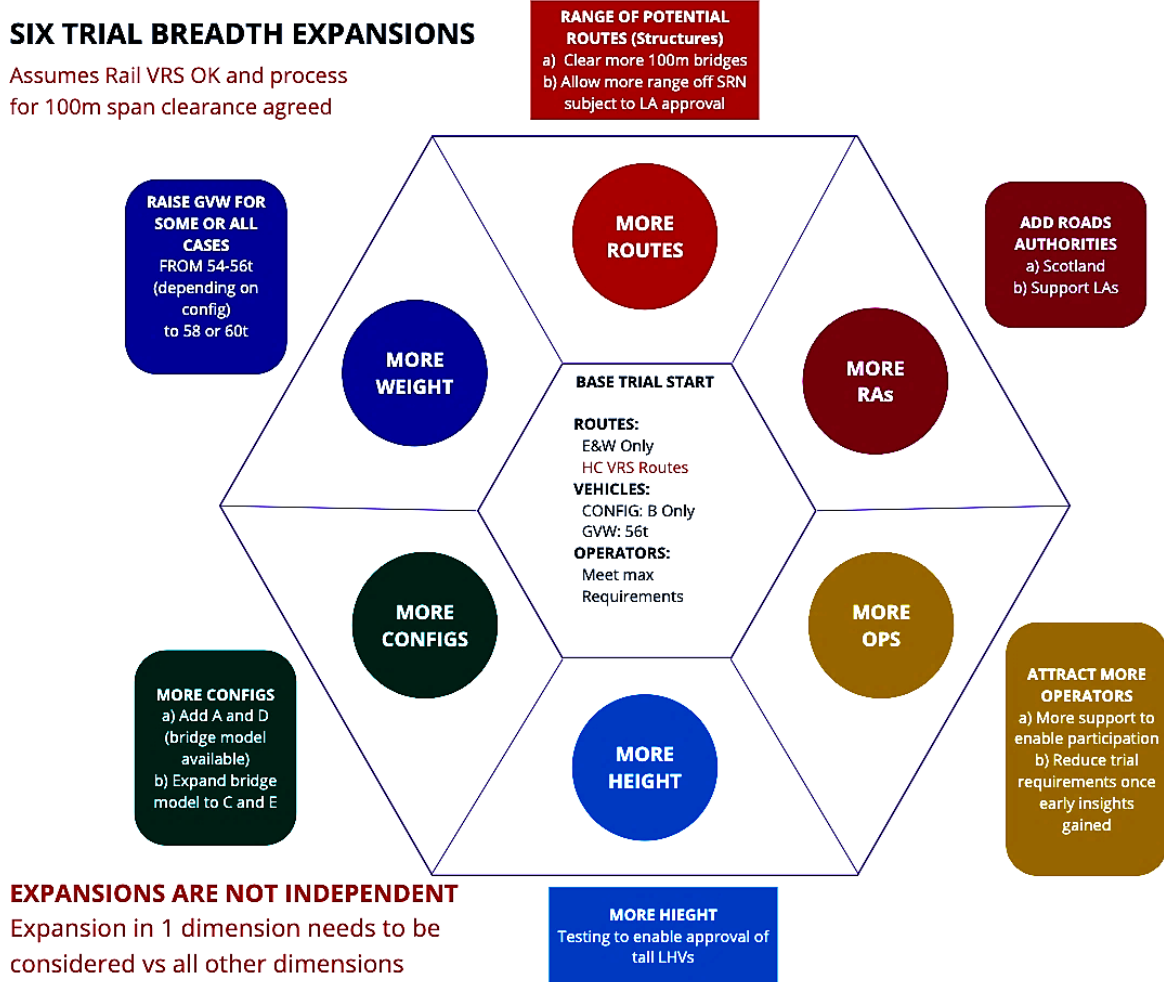 SIX TRIAL BREADTH EXPANSIONS
Assumes Rail VRS OK and process
for 100m span clearance agreed
RANGE OF POTENTIAL
ROUTES (Structures)
a) Clear more 100m bridges
b) Allow more range off SRN
subject to LA approval
RAISE GVW FOR
SOME OR ALL
CASES
FROM 54-56t
(depending on
config)
to 58 or 60t
MORE
ROUTES
ADD ROADS
AUTHORITIES
a) Scotland
b) Support LAs
MORE
WEIGHT
MORE
RAs
BASE TRIAL START
ROUTES:
E&W Only
HC VRS Routes
VEHICLES:
CONFIG: B Only
GVW: 56t
OPERATORS:
Meet max
Requirements
MORE
CONFIGS
MORE
OPS
MORE CONFIGS
a) Add A and D
(bridge model
available)
b) Expand bridge
model to C and E
MORE
HEIGHT
ATTRACT MORE
OPERATORS
a) More support to
enable participation
b) Reduce trial
requirements once
early insights
gained
EXPANSIONS ARE NOT INDEPENDENT
Expansion in 1 dimension needs to be
considered vs all other dimensions
MORE HIEGHT
Testing to enable approval of
tall LHVs